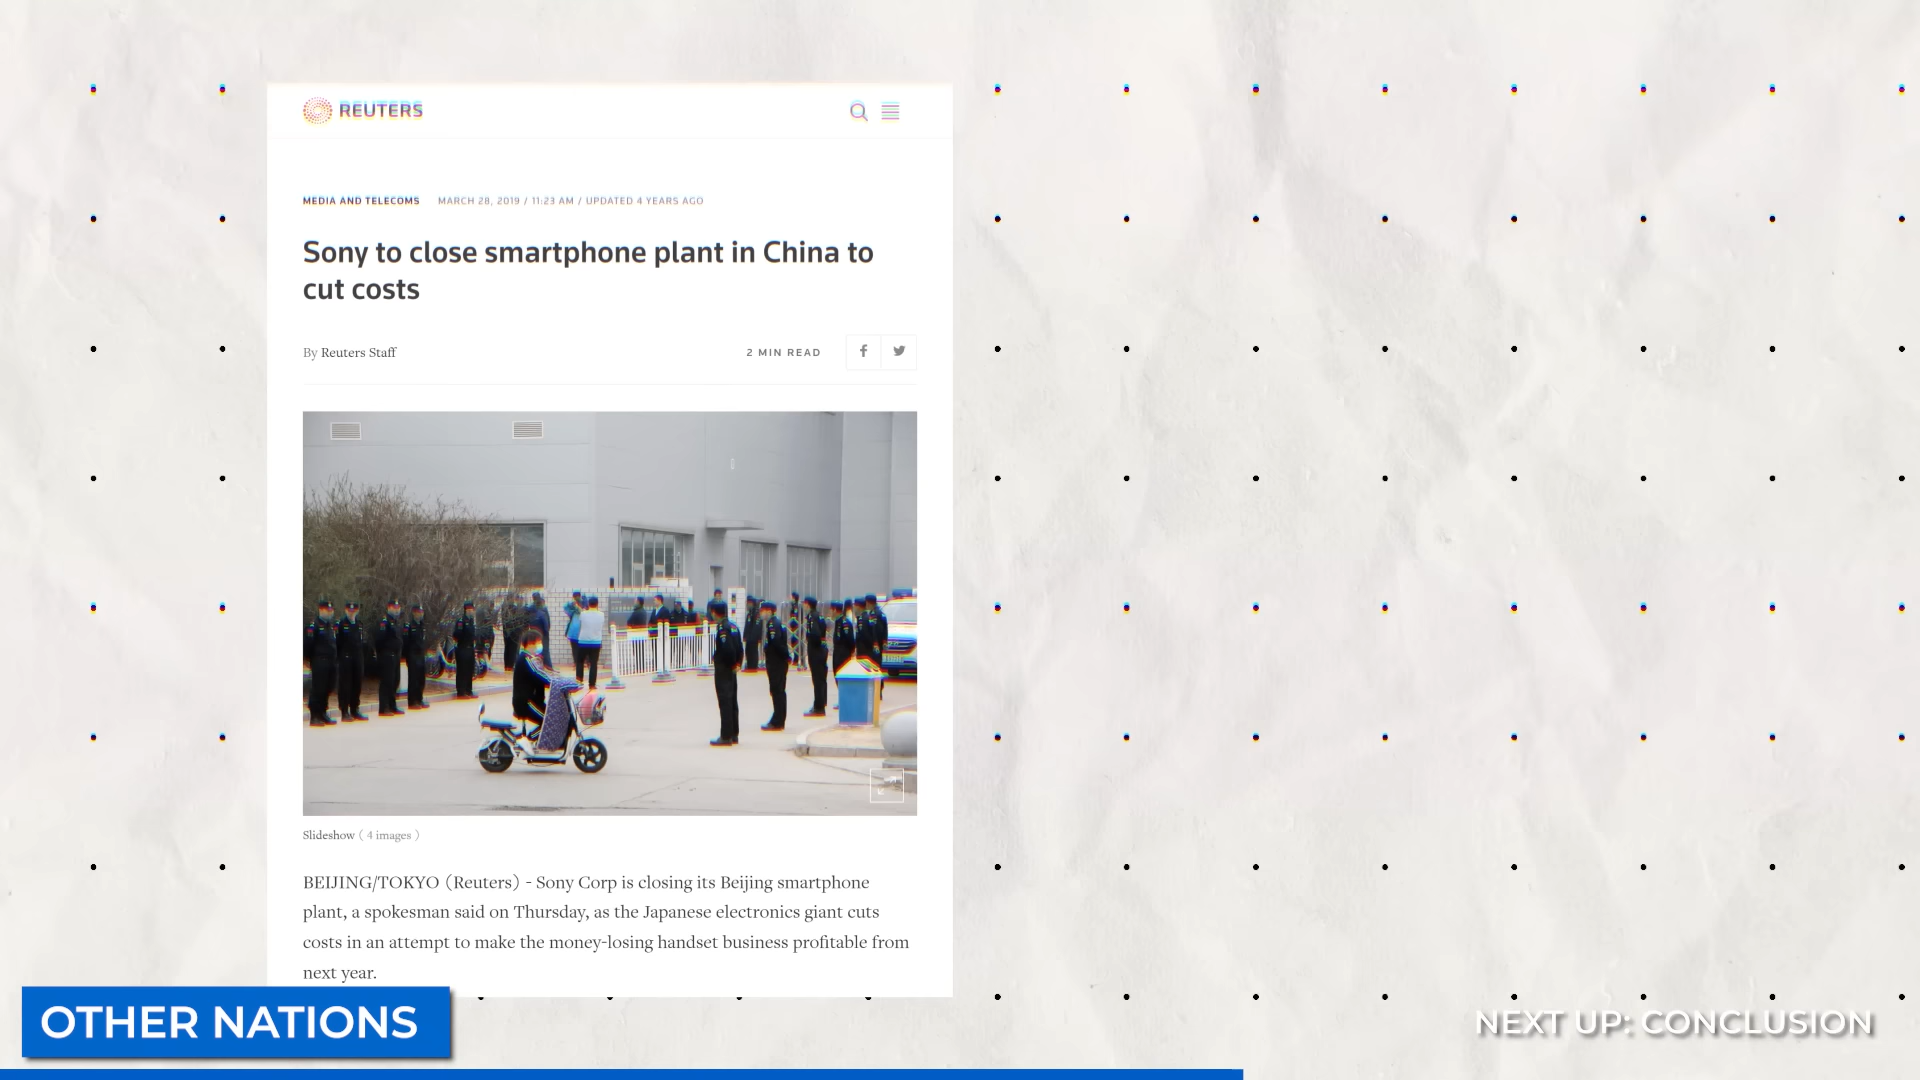 REUTERS
MEDIA AND TELECOMS MARCH 28, 2019 / 11:23 AM / UPDATED 4 YEARS AGO
Sony to close smartphone plant in China to
cut costs
By Reuters Staff
2 MIN READ
Slideshow ( 4 images )
BEIJING/TOKYO (Reuters) - Sony Corp is closing its Beijing smartphone
plant, a spokesman said on Thursday, as the Japanese electronics giant cuts
costs in an attempt to make the money-losing handset business profitable from
next year.
OTHER NATIONS
NEXT UP: CONCLUSION